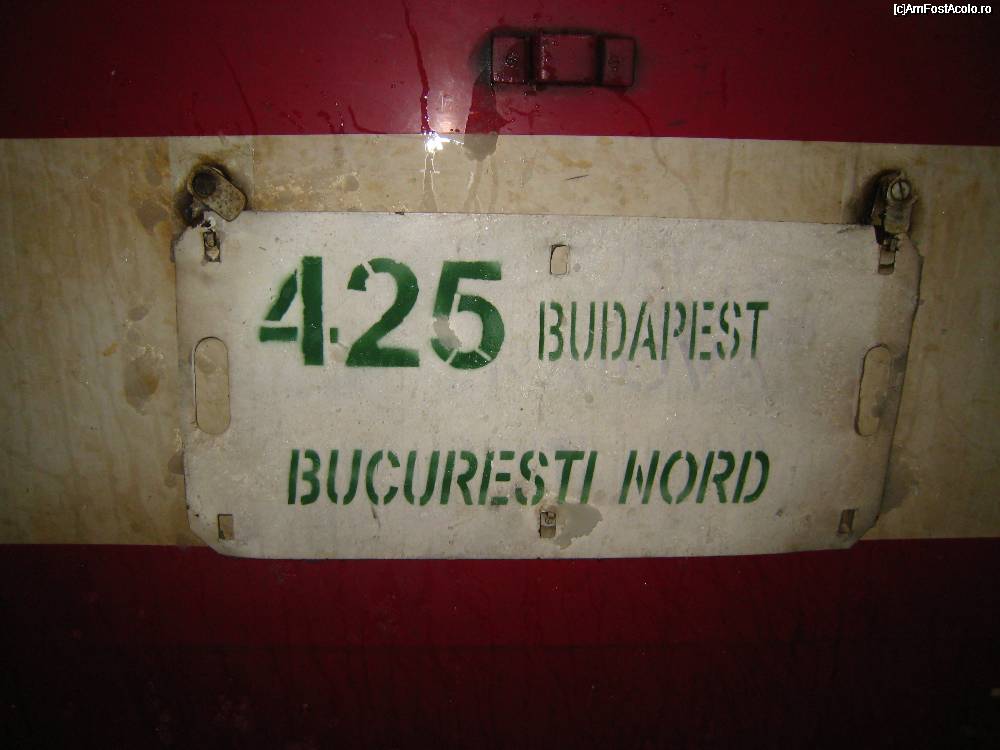 [c]AmFostAcolo.ro
425 BUDAPEST
BUCURESTI NORD